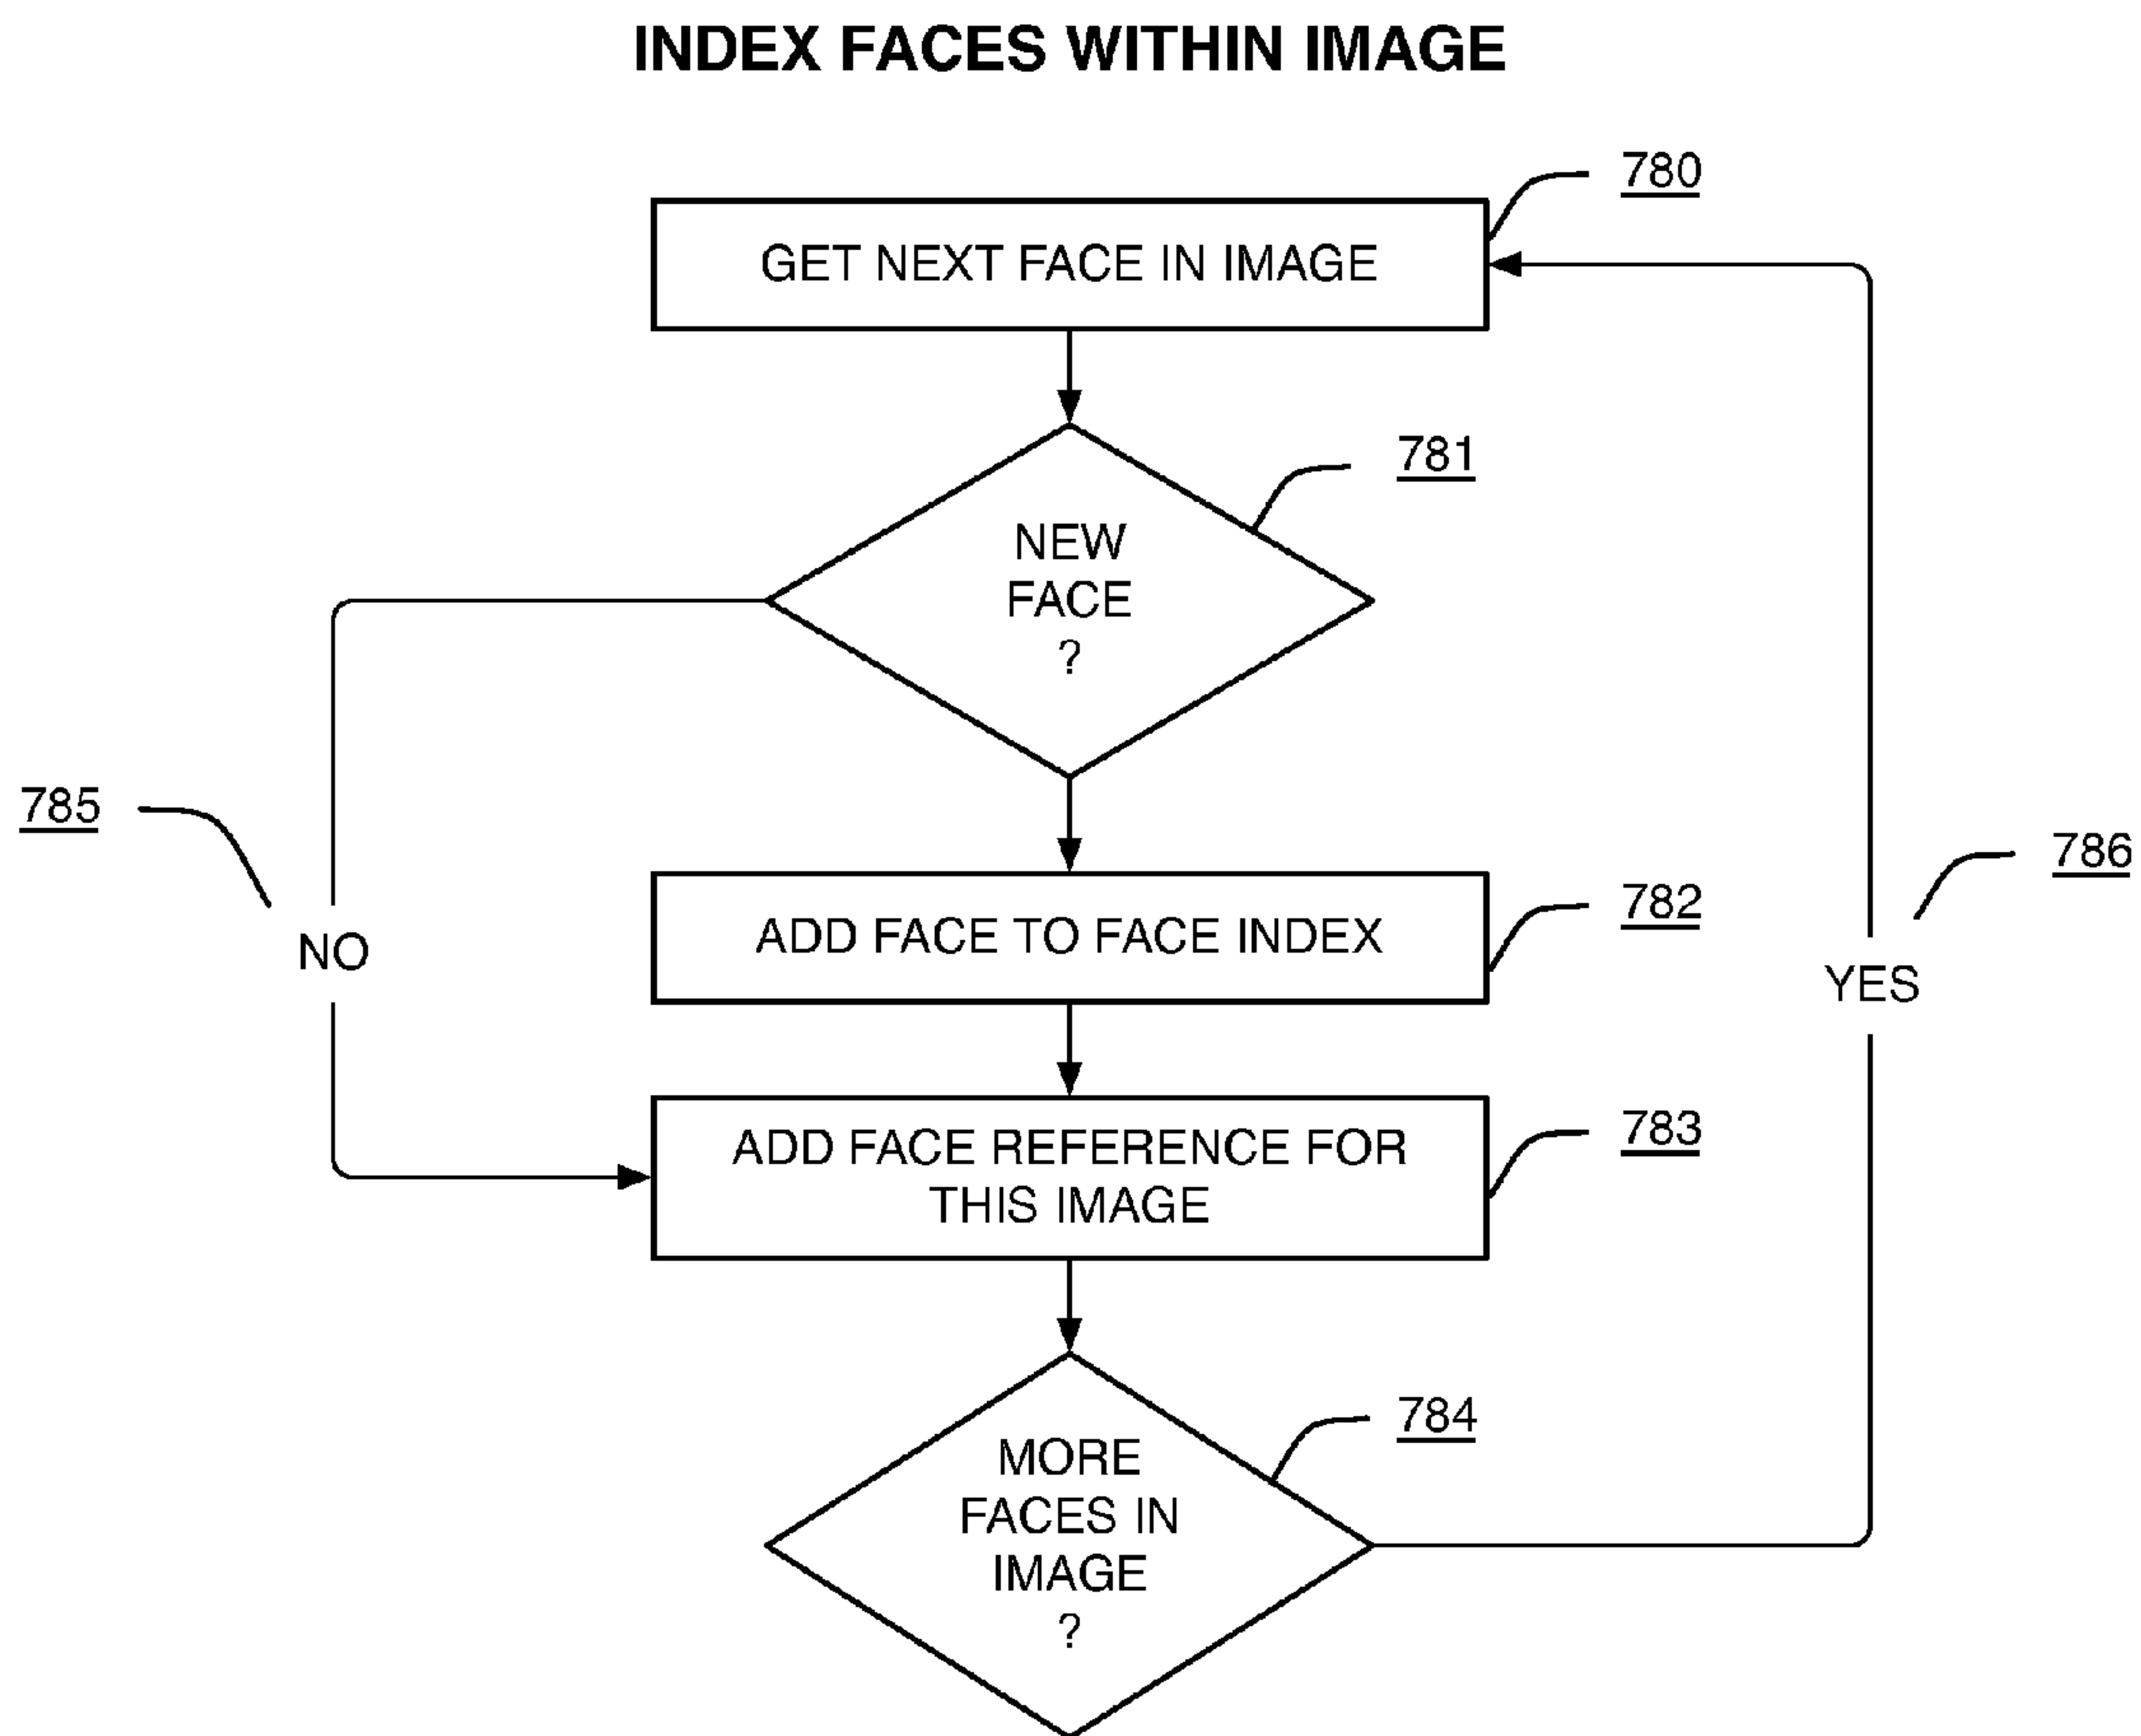 INDEX FACES WITHIN IMAGE
780
GET NEXT FACE IN IMAGE
781
NEW
FACE
?
785
786
782
ADD FACE TO FACE INDEX
NO
YES
783
ADD FACE REFERENCE FOR
THIS IMAGE
784
MORE
FACES IN
IMAGE
?